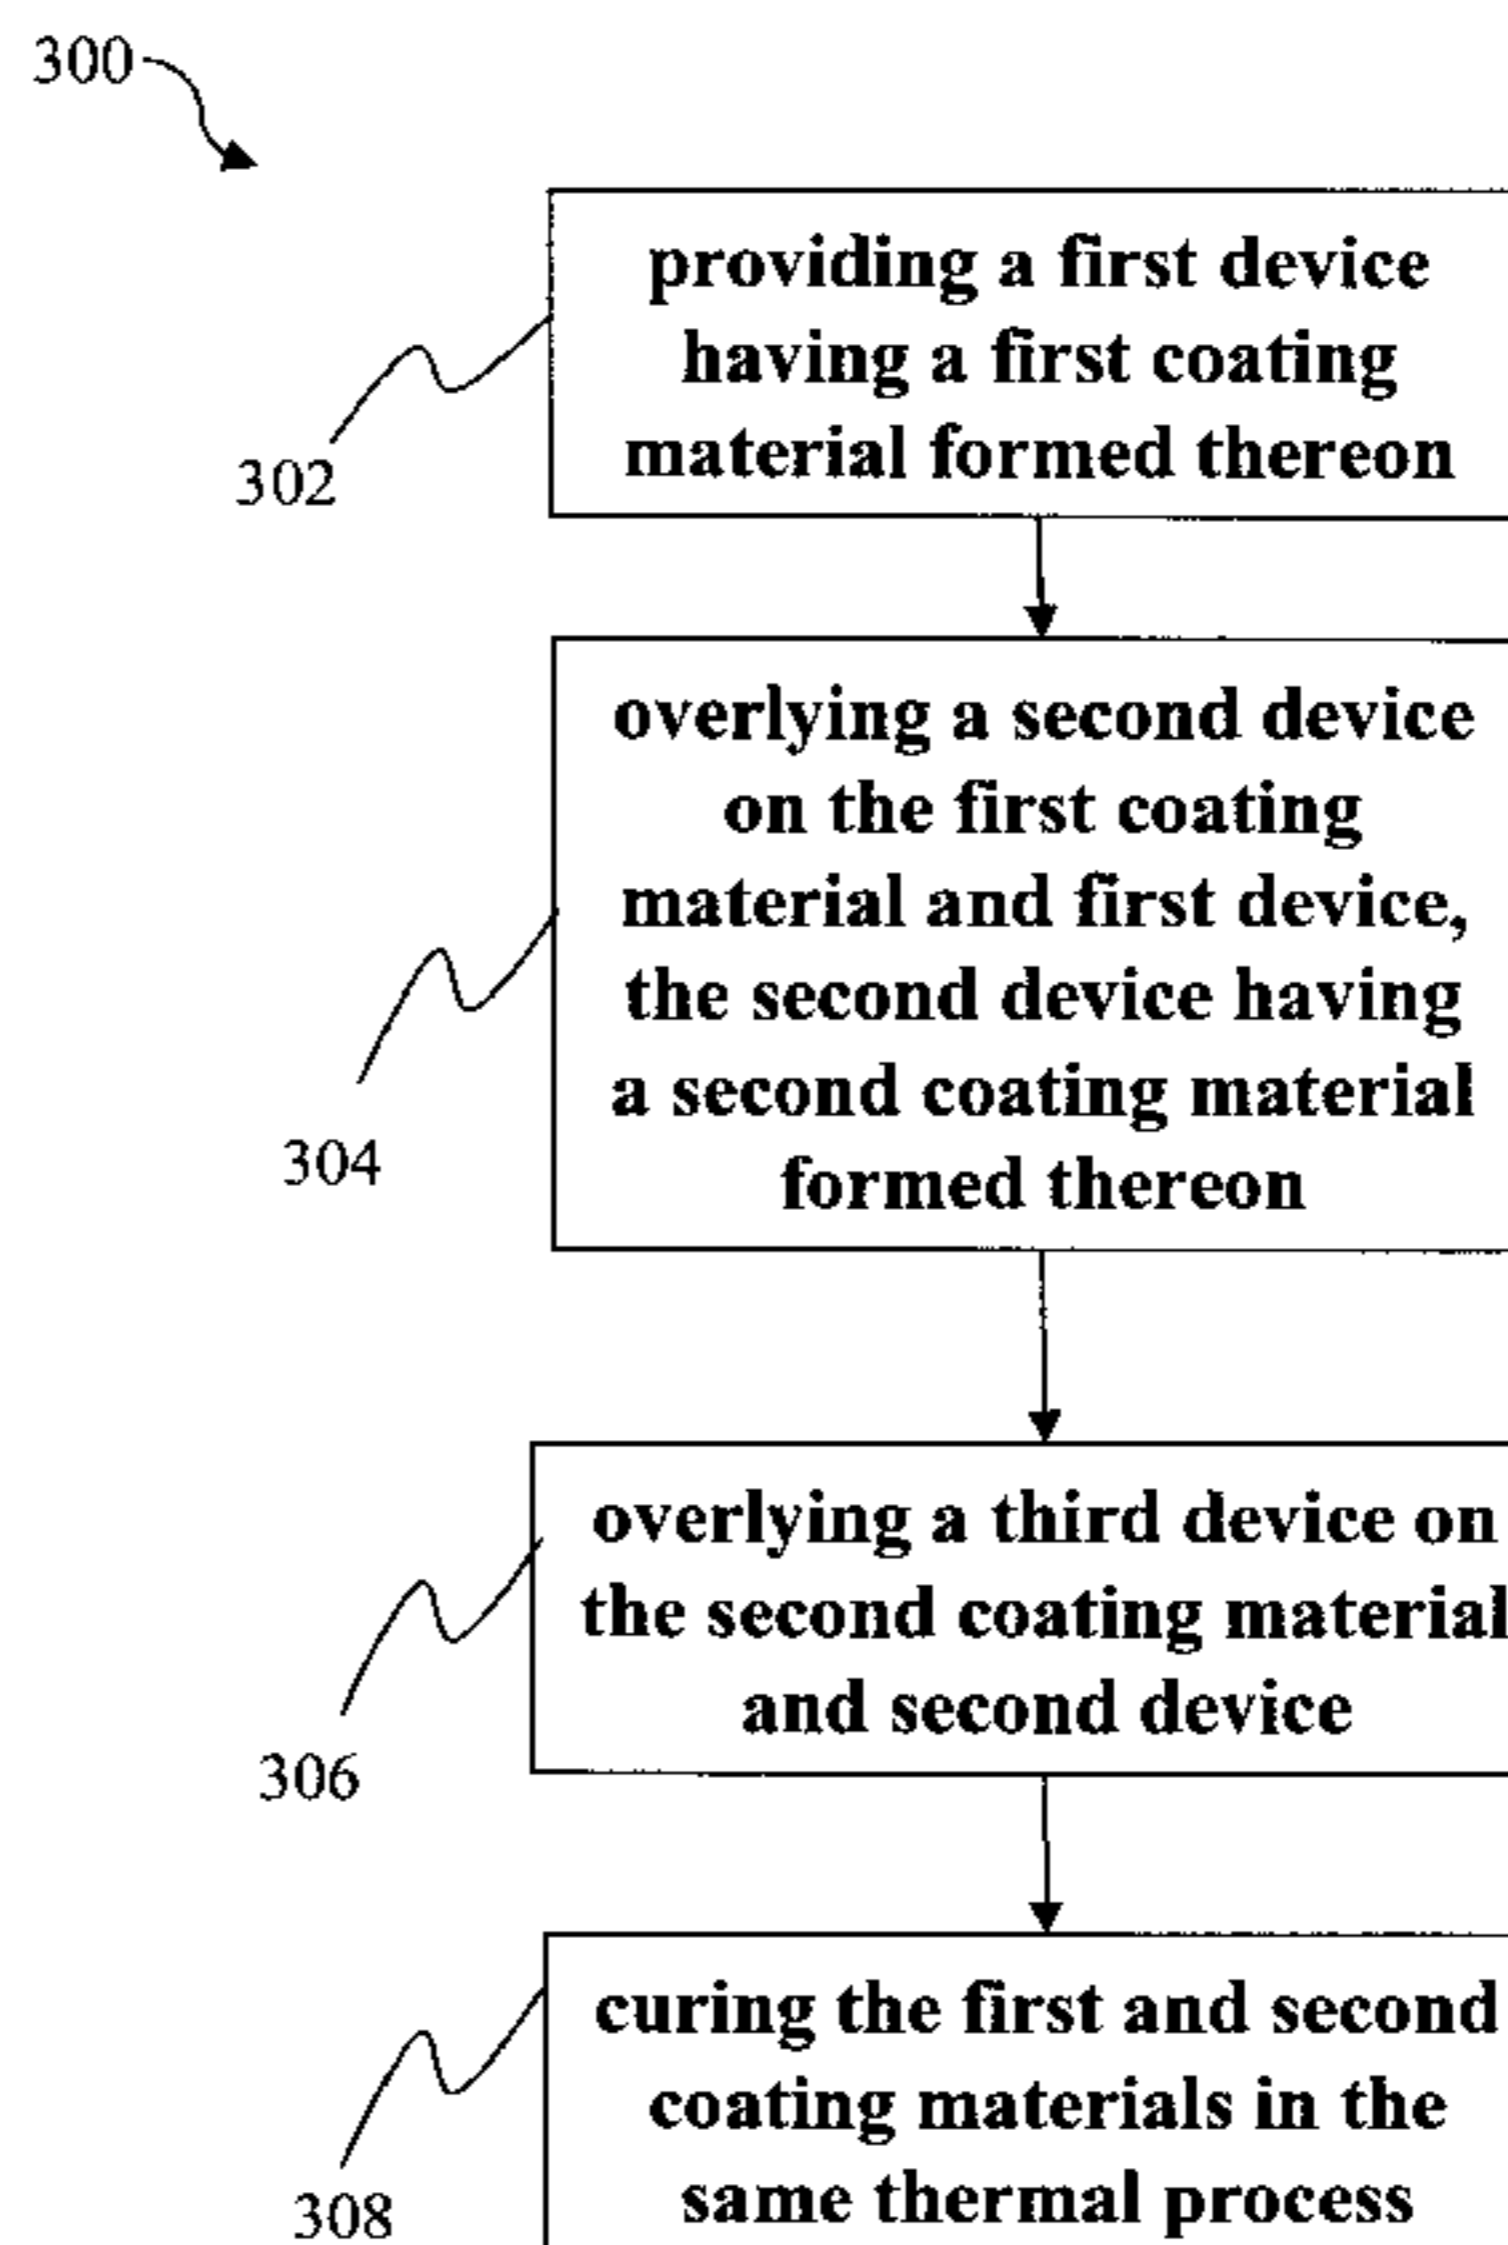 300
providing a first device
having a first coating
material formed thereon
302
overlying a second device
on the first coating
material and first device,
the second device having
a second coating material
formed thereon
304
overlying a third device on
the second coating material
and second device
306
curing the first and second
coating materials in the
same thermal process
308